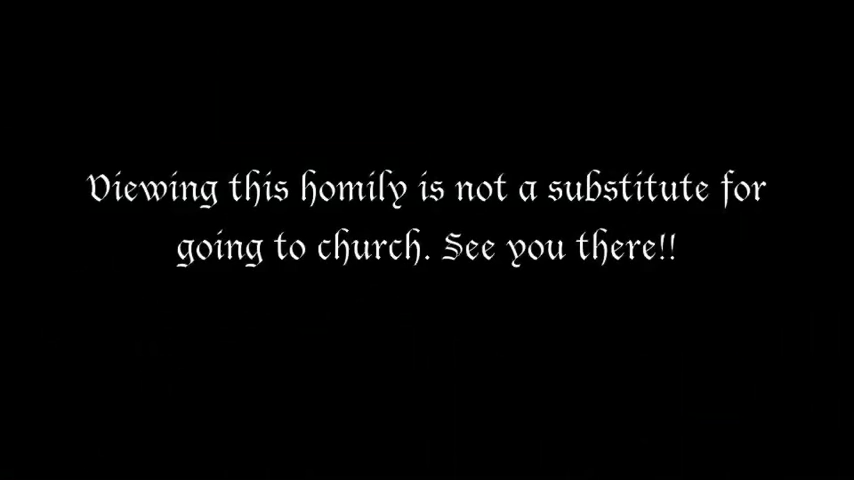 Viewing this homily is not a substitute for
going to church. See you there!!